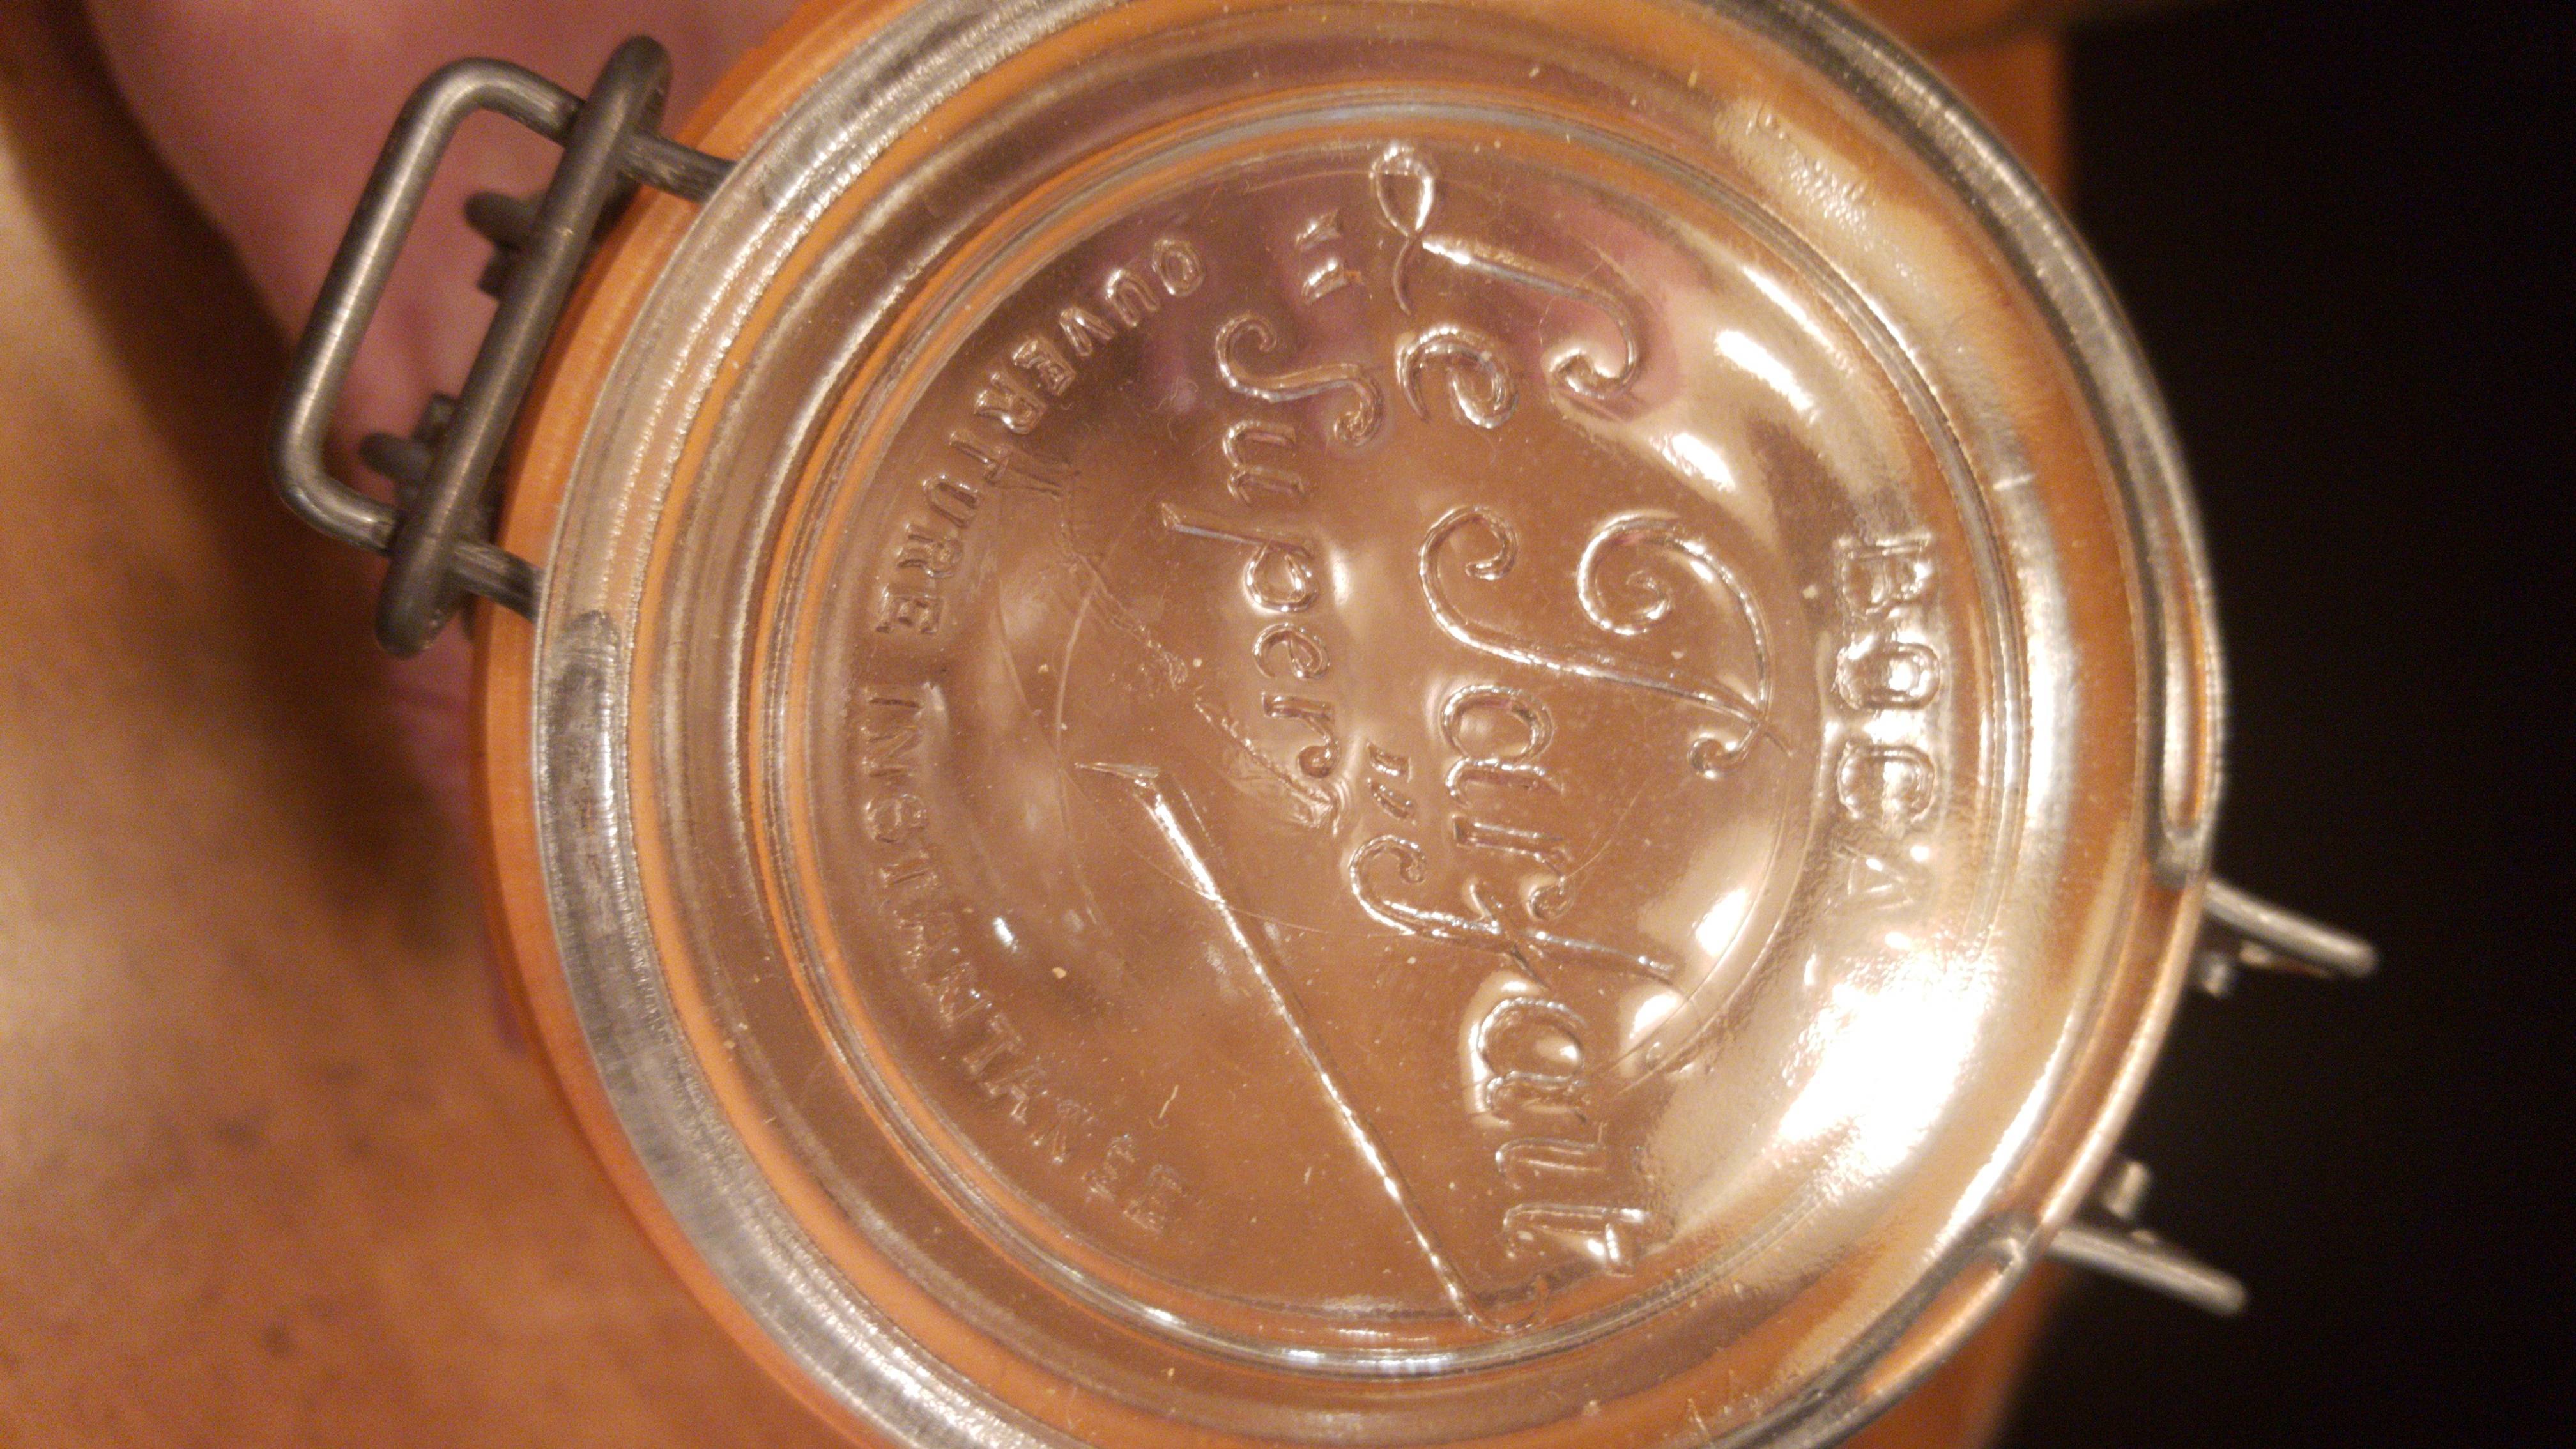 BOCAL
Le Parfait
"Super"
OUVERTURE INSTANTANÉE